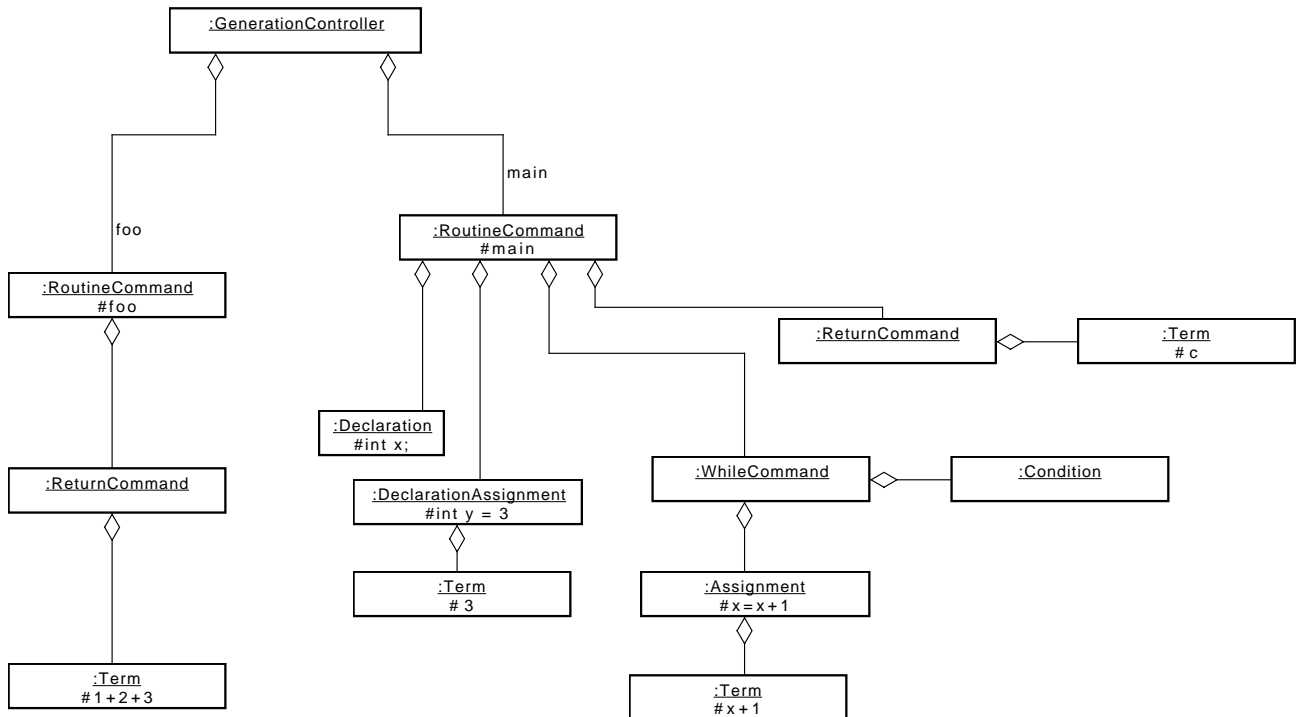 :GenerationController
main
foo
:RoutineCommand
#main
:RoutineCommand
#foo
:ReturnCommand
:Term
#c
:Declaration
#int x;
:WhileCommand
:Condition
:ReturnCommand
:DeclarationAssignment
#int y = 3
:Term
#3
:Assignment
#x=x+1
:Term
#1+2+3
:Term
#x+1